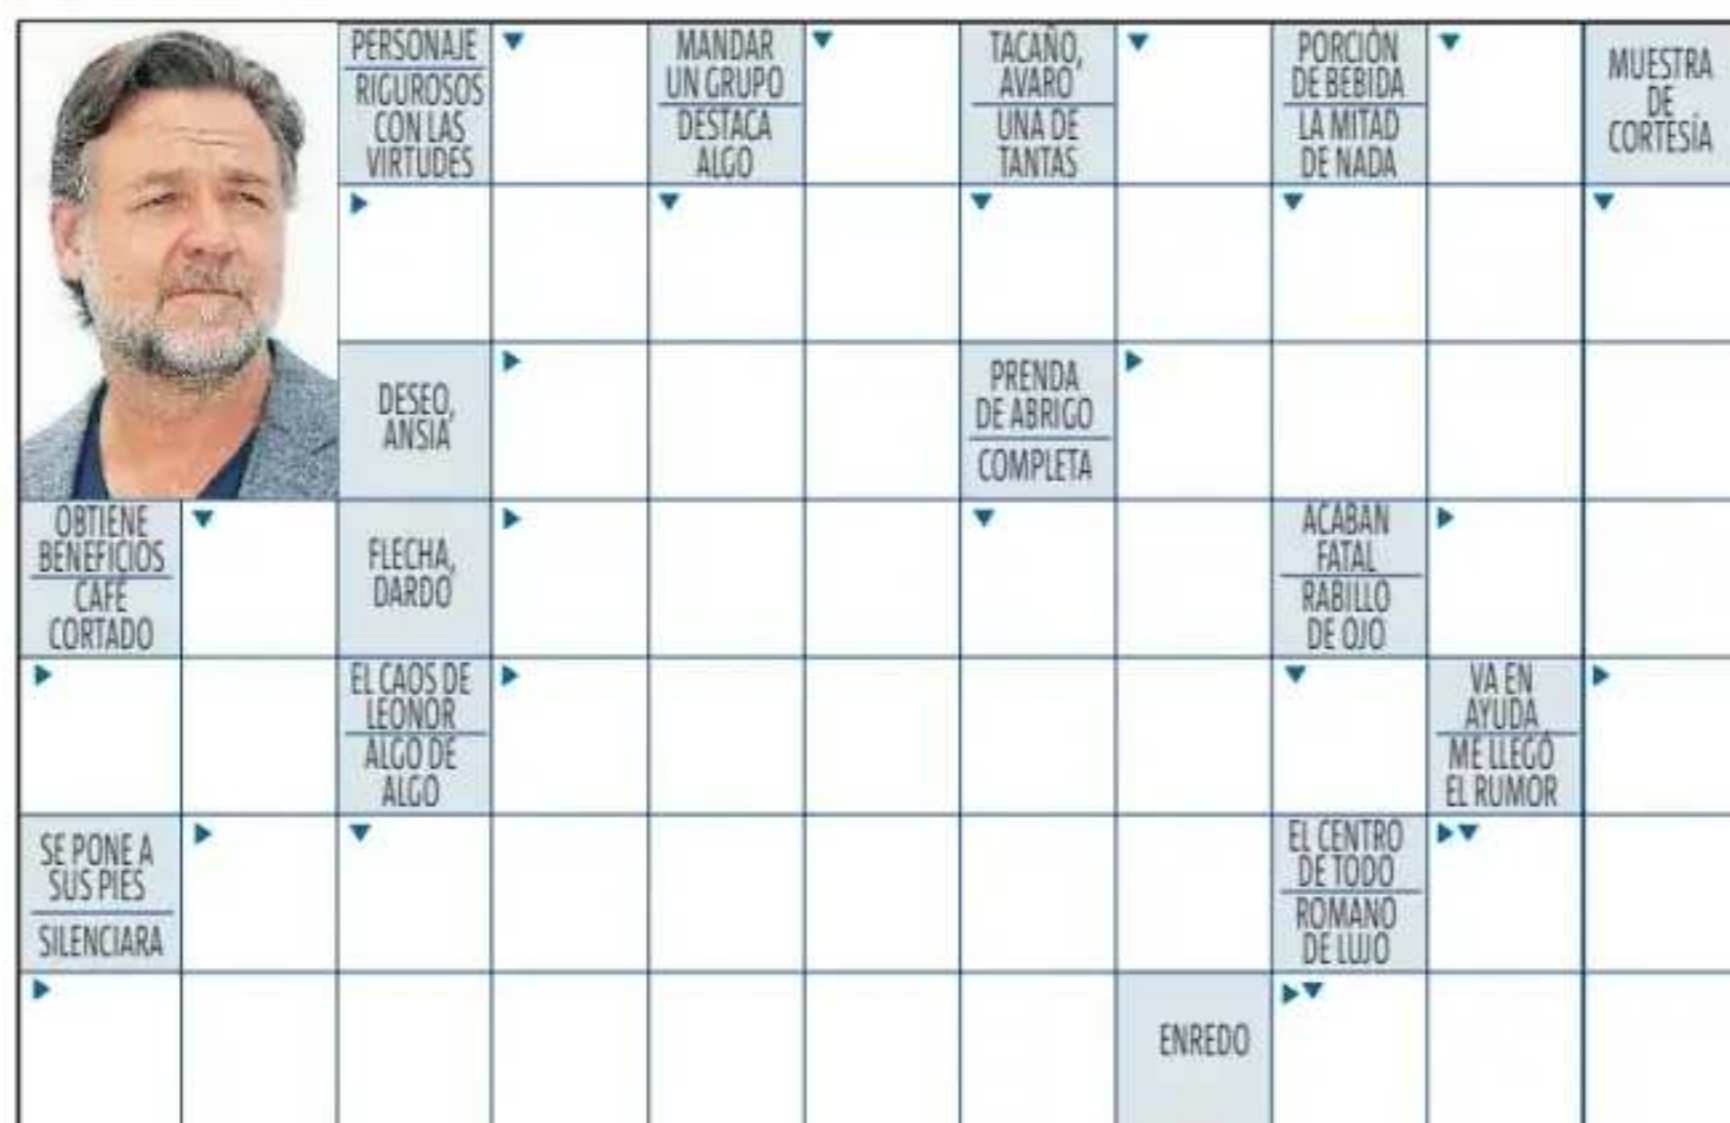 PERSONAJE
RIGUROSOS
CON LAS
VIRTUDES
MANDAR
UN GRUPO
DESTACA
ALGO
TACAÑO,
AVARO
UNA DE
TANTAS
PORCIÓN
DE BEBIDA
LA MITAD
DE NADA
MUESTRA
DE
CORTESÍA
DESEO,
ANSIA
PRENDA
DE ABRIGO
COMPLETA
OBTIENE
BENEFICIOS
CAFÉ
CORTADO
FLECHA,
DARDO
ACABAN
FATAL
RABILLO
DE OJO
EL CAOS DE
LEONOR
ALGO DE
ALGO
VA EN
AYUDA
ME LLEGÓ
EL RUMOR
SE PONE A
SUS PIES
SILENCIARA
EL CENTRO
DE TODO
ROMANO
DE LUJO
ENREDO